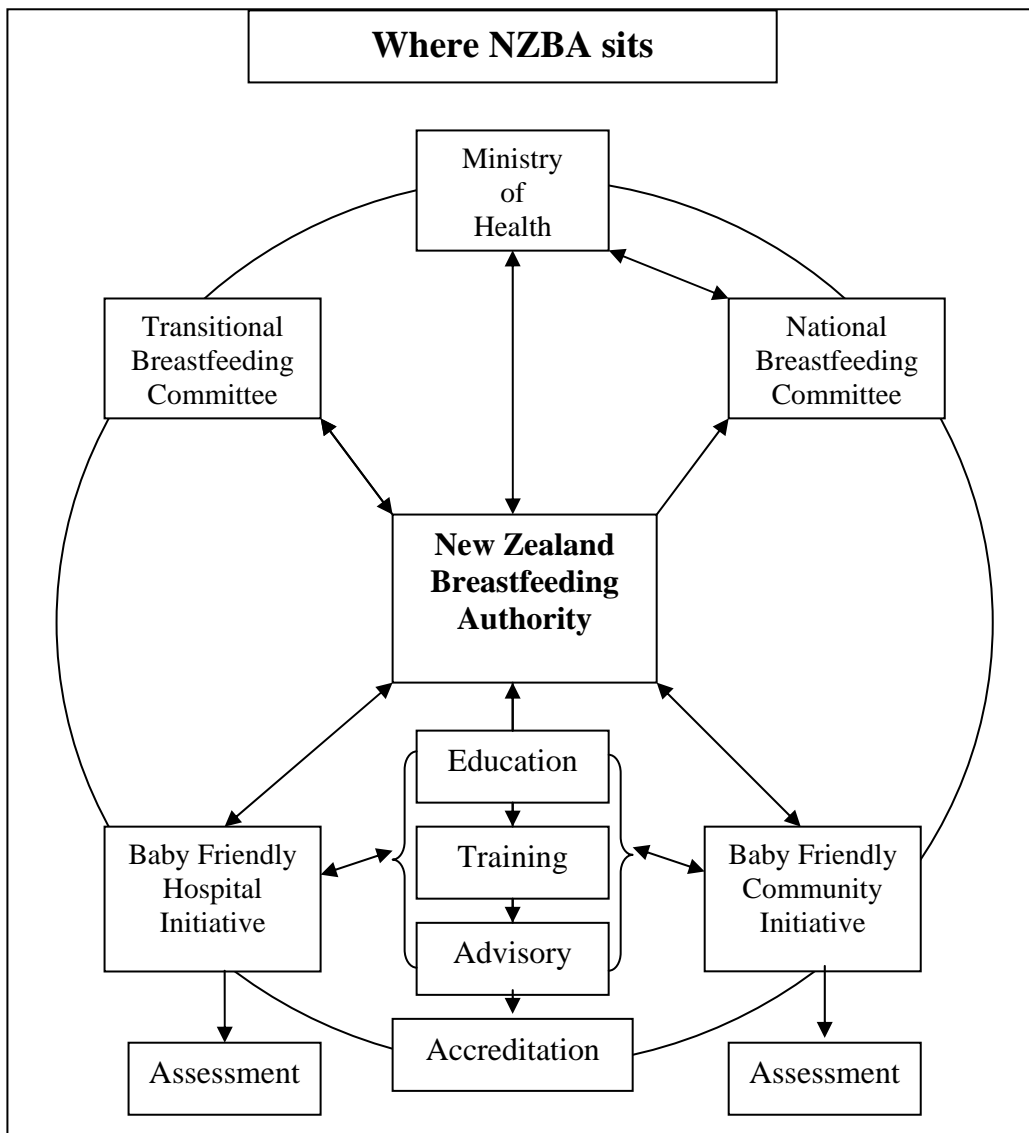 Where NZBA sits
Ministry
of
Health
Transitional
Breastfeeding
Committee
National
Breastfeeding
Committee
New Zealand
Breastfeeding
Authority
Education
Training
Advisory
Baby Friendly
Hospital
Initiative
Baby Friendly
Community
Initiative
Accreditation
Assessment
Assessment